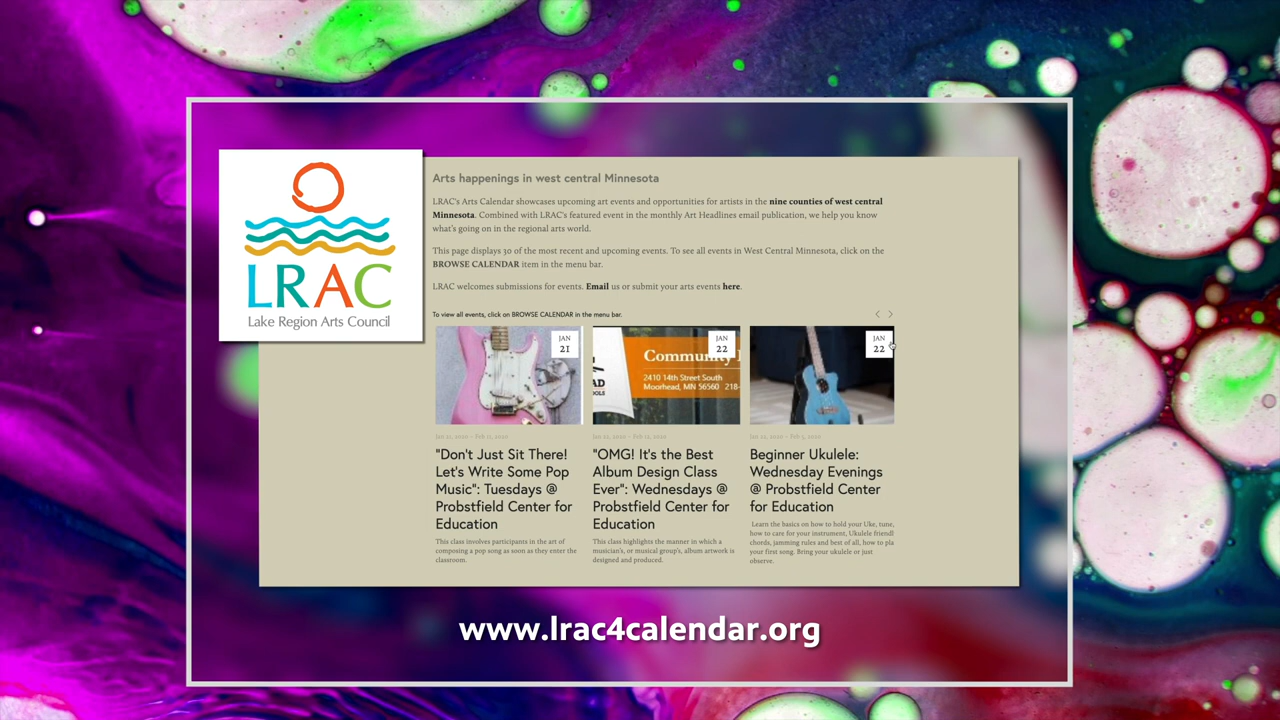 LRAC
Lake Region Arts Council
Arts happenings in west central Minnesota
LRAC's Arts Calendar showcases upcoming art events and opportunities for artists in the nine counties of west central
Minnesota. Combined with LRAC's featured event in the monthly Art Headlines email publication, we help you know
what's going on in the regional arts world.
This page displays 30 of the most recent and upcoming events. To see all events in West Central Minnesota, click on the
BROWSE CALENDAR item in the menu bar.
LRAC welcomes submissions for events. Email us or submit your arts events here.
To view all events, click on BROWSE CALENDAR in the menu bar.
JAN
21
Community
2410 14th Street South
Moorhead, MN 56560 218-
JAN
22
JAN
22
"Don't Just Sit There!
Let's Write Some Pop
Music": Tuesdays @
Probstfield Center for
Education
This class involves participants in the art of
composing a pop song as soon as they enter the
classroom.
"OMG! It's the Best
Album Design Class
Ever": Wednesdays @
Probstfield Center for
Education
This class highlights the manner in which a
musician's, or musical group's, album artwork is
designed and produced.
Beginner Ukulele:
Wednesday Evenings
@ Probstfield Center
for Education
Learn the basics on how to hold your Uke, tune,
how to care for your instrument, Ukulele friendl
chords, jamming rules and best of all, how to pla
your first song. Bring your ukulele or just
observe.
www.lrac4calendar.org